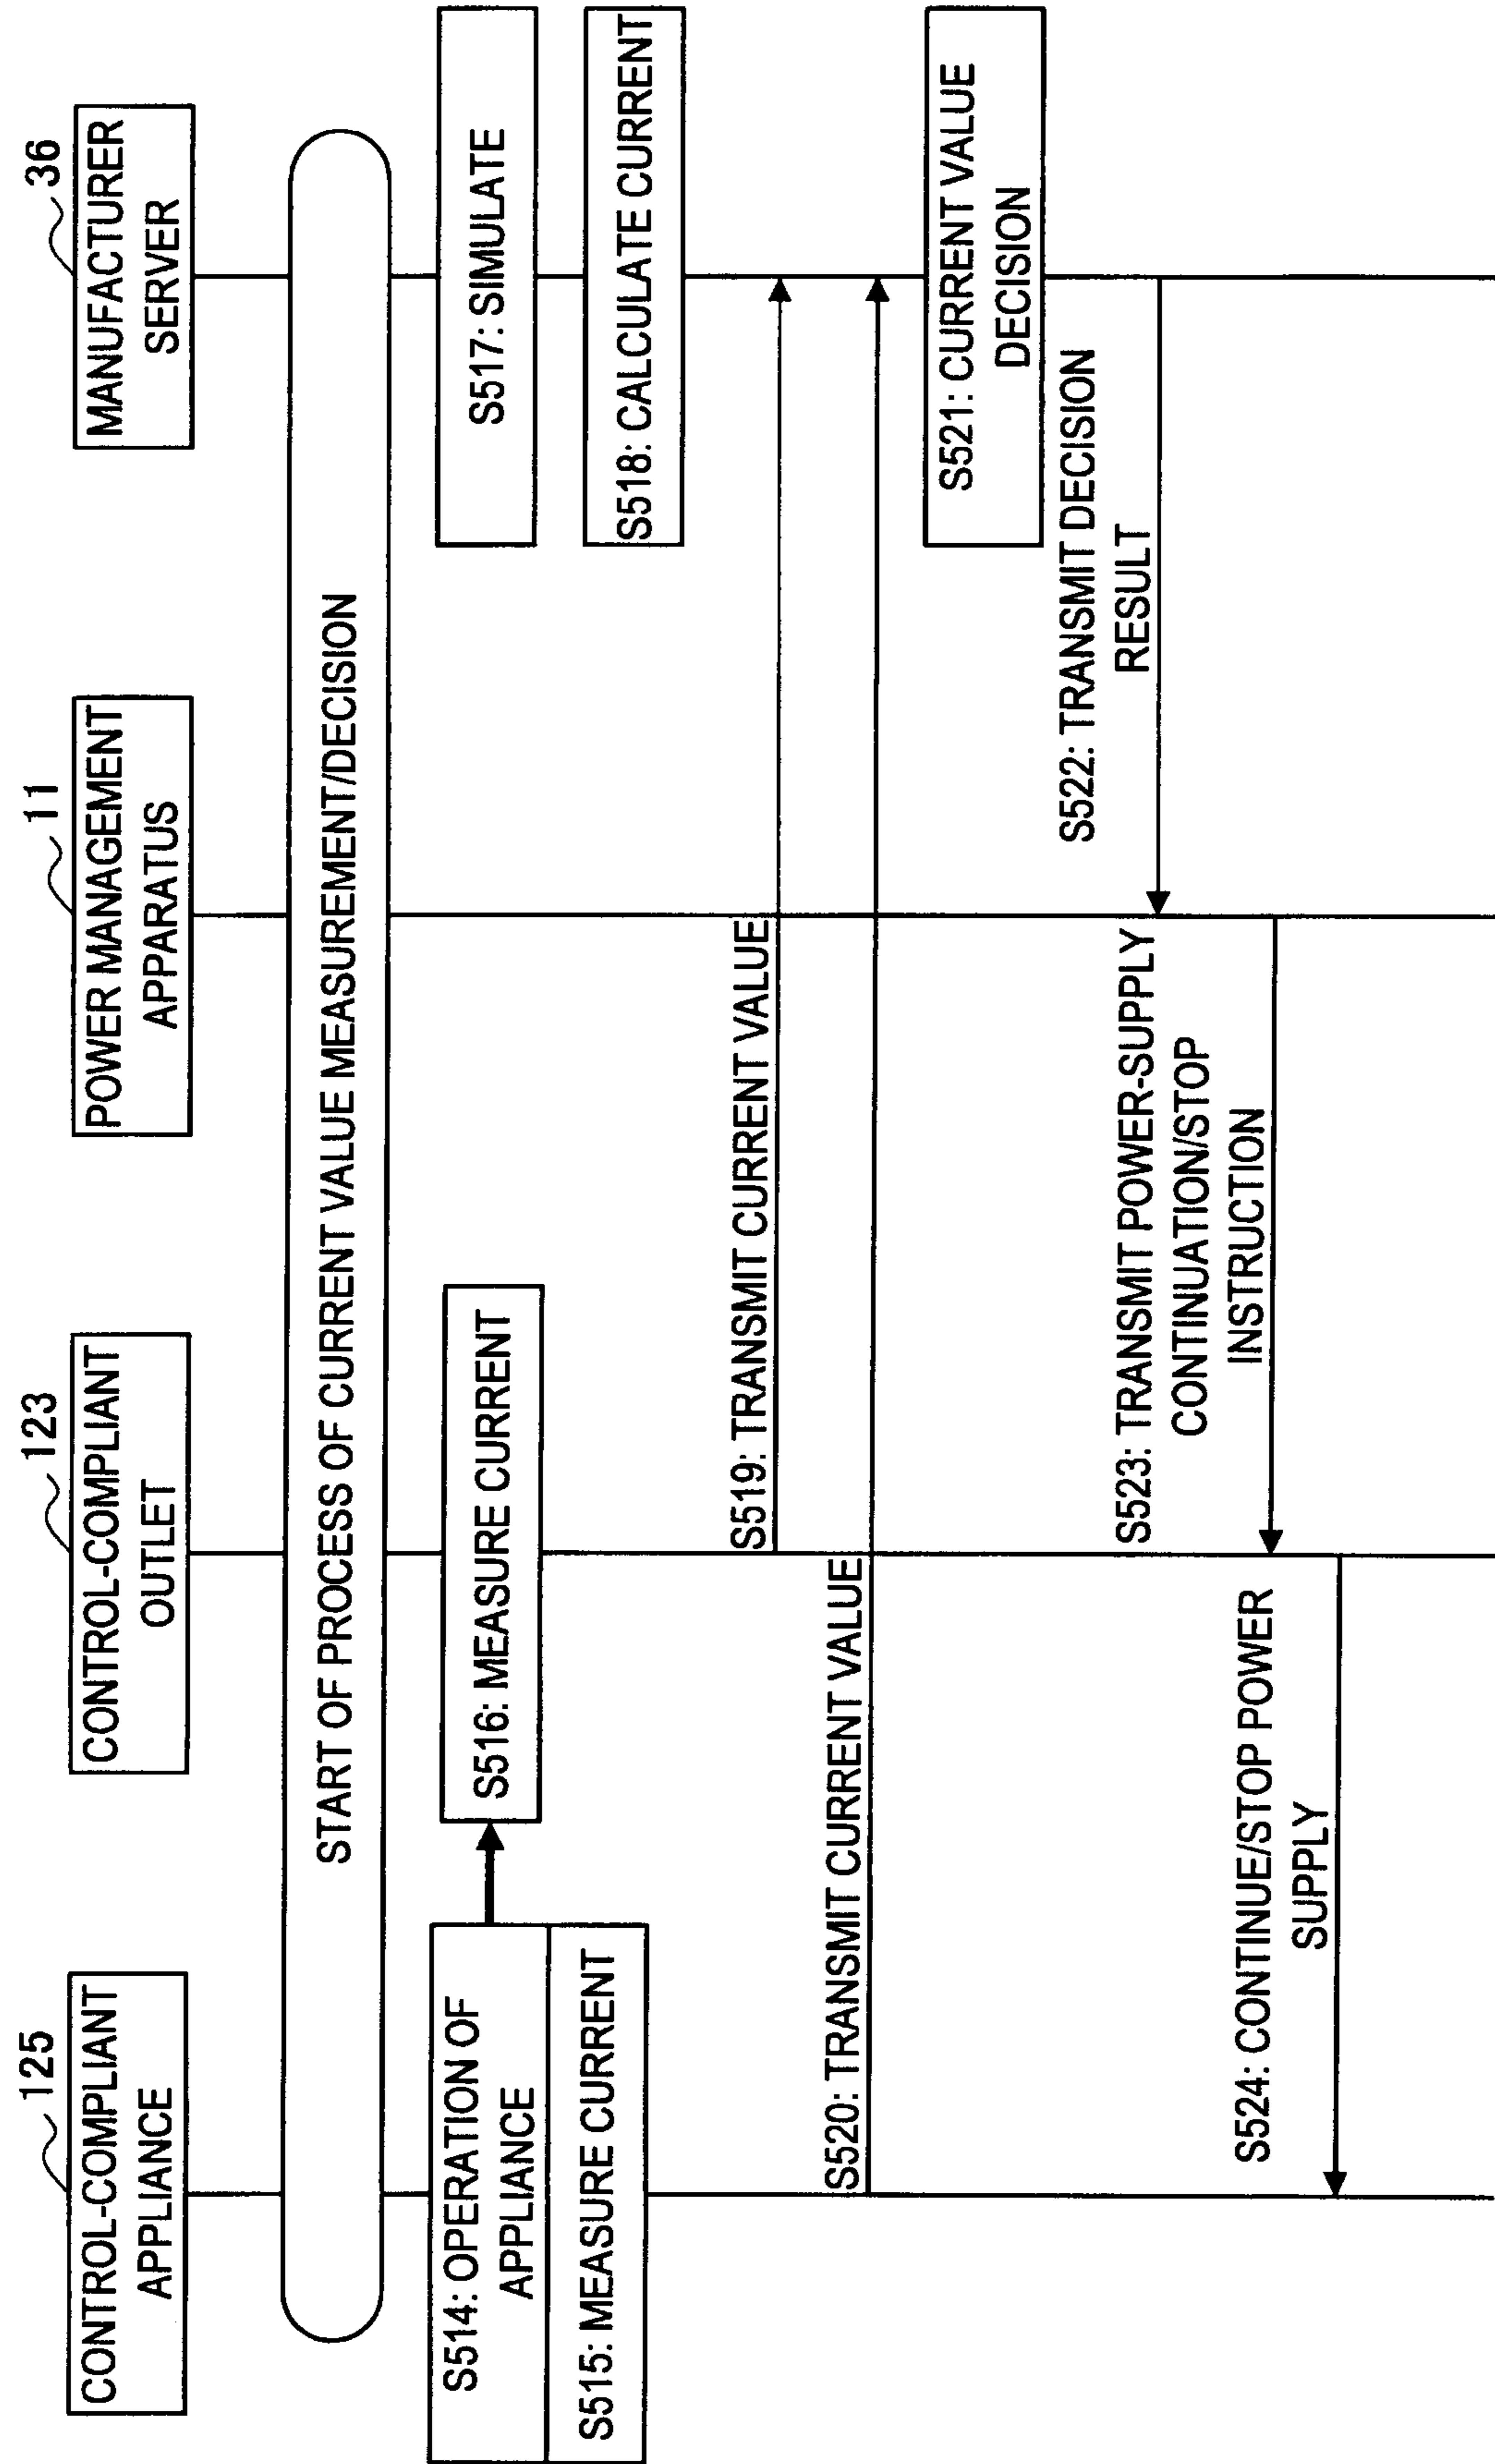 125
123
11
36
CONTROL-COMPLIANT
APPLIANCE
CONTROL-COMPLIANT
OUTLET
POWER MANAGEMENT
APPARATUS
MANUFACTURER
SERVER
START OF PROCESS OF CURRENT VALUE MEASUREMENT/DECISION
S514: OPERATION OF
APPLIANCE
S515: MEASURE CURRENT
S516: MEASURE CURRENT
S517: SIMULATE
S518: CALCULATE CURRENT
S519: TRANSMIT CURRENT VALUE
S520: TRANSMIT CURRENT VALUE
S521: CURRENT VALUE
DECISION
S522: TRANSMIT DECISION
RESULT
S523: TRANSMIT POWER-SUPPLY
CONTINUATION/STOP
INSTRUCTION
S524: CONTINUE/STOP POWER
SUPPLY